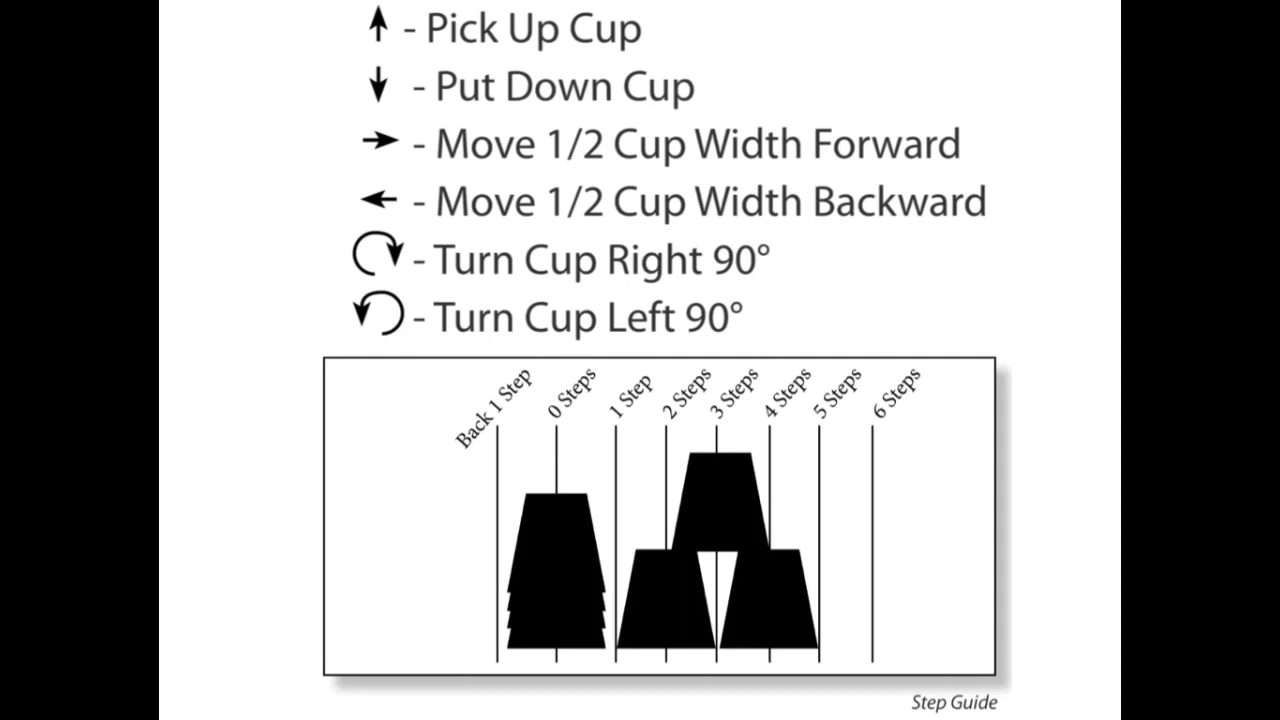 - Pick Up Cup
- Put Down Cup
- Move 1/2 Cup Width Forward
- Move 1/2 Cup Width Backward
- Turn Cup Right 90°
- Turn Cup Left 90°
Back 1 Step
0 Steps
1 Step
2 Steps
3 Steps
4 Steps
5 Steps
6 Steps
Step Guide